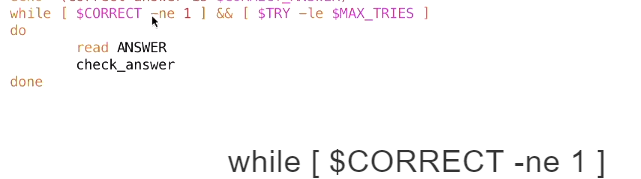 while [ $CORRECT -ne 1 ] && [ $TRY -le $MAX_TRIES ]
do
        read ANSWER
        check_answer
done
while [ $CORRECT -ne 1 ]